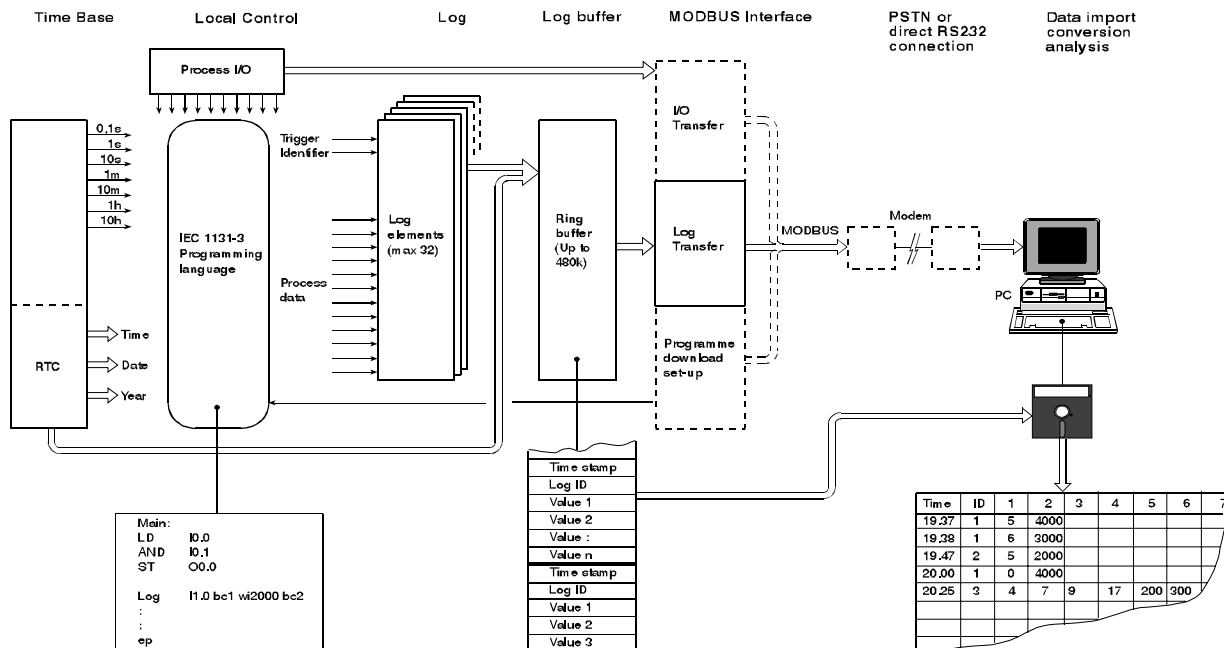 Time Base
Local Control
Log
Log buffer
MODBUS Interface
PSTN or
direct RS232
connection
Data import
conversion
analysis
Process I/O
0,1s
1s
10s
1m
10m
1h
10h
RTC
Time
Date
Year
IEC 1131-3
Programming
language
Trigger
Identifier
Process
data
Log
elements
(max 32)
Ring
buffer
(Up to
480k)
I/O
Transfer
Log
Transfer
Programme
download
set-up
MODBUS
Modem
PC
Main:
LD I0.0
AND I0.1
ST O0.0
Log I1.0 bc1 wi2000 bc2
:
:
ep
Time stamp
Log ID
Value 1
Value 2
Value :
Value n
Time stamp
Log ID
Value 1
Value 2
Value 3
Time ID 1 2 3 4 5 6 7
19.37 1 5 4000
19.38 1 6 3000
19.47 2 5 2000
20.00 1 0 4000
20.25 3 4 7 9 17 200 300